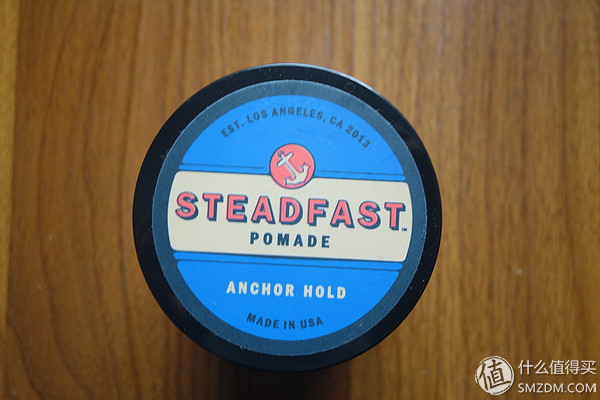 EST. LOS ANGELES, CA 2013
STEADFAST™
POMADE
ANCHOR HOLD
MADE IN USA
值 什么值得买
SMZDM.COM